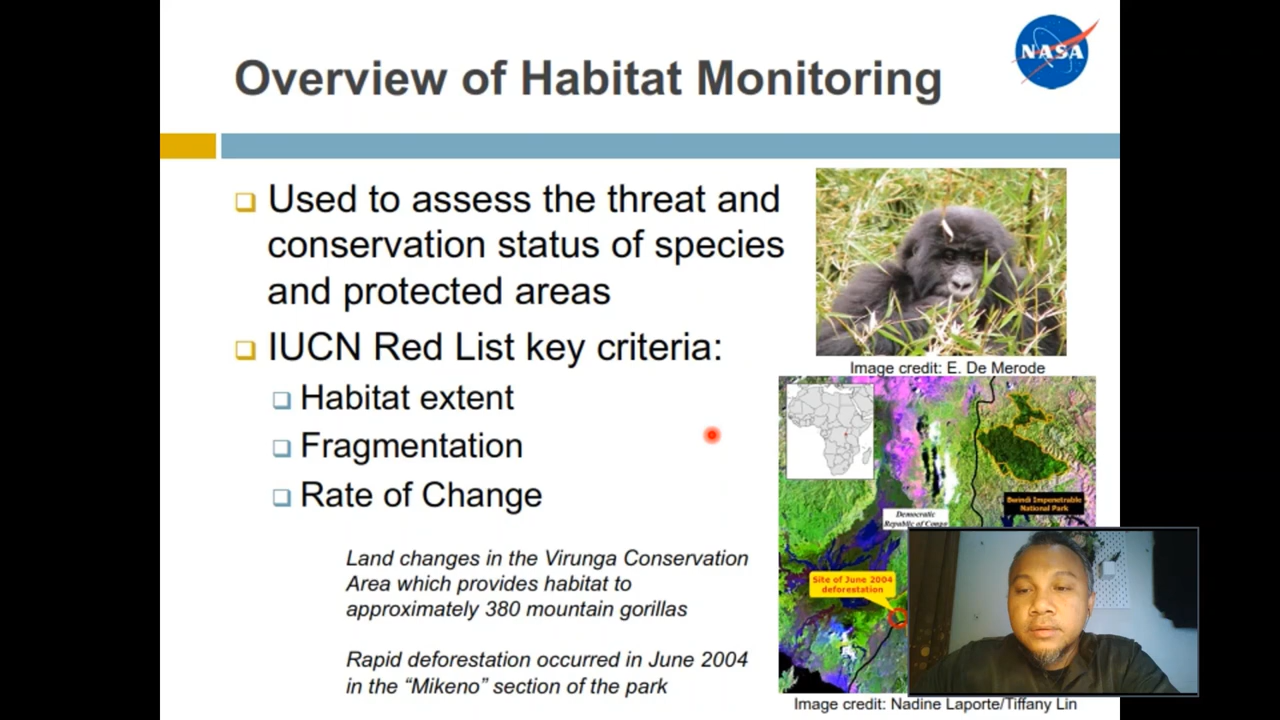 NASA
Overview of Habitat Monitoring
Used to assess the threat and
conservation status of species
and protected areas
IUCN Red List key criteria:
Habitat extent
Fragmentation
Rate of Change
Land changes in the Virunga Conservation
Area which provides habitat to
approximately 380 mountain gorillas
Rapid deforestation occurred in June 2004
in the “Mikeno” section of the park
Image credit: E. De Merode
Bwindi Impenetrable
National Park
Democratic
Republic of Congo
Site of June 2004
deforestation
Image credit: Nadine Laporte/Tiffany Lin